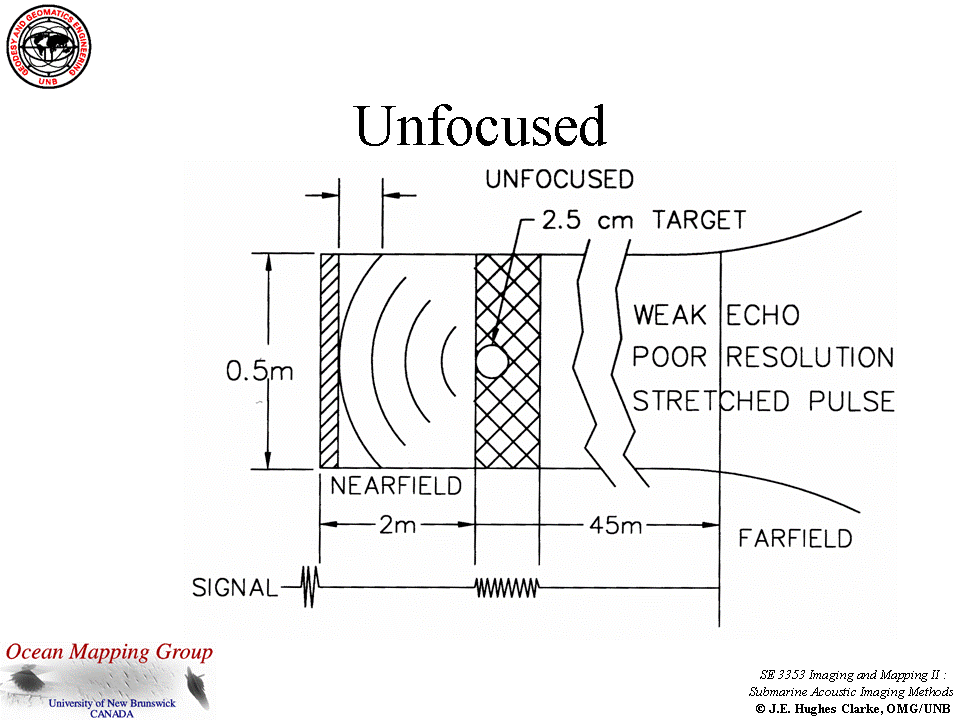 GEODESY AND GEOMATICS ENGINEERING
UNB
Unfocused
UNFOCUSED
2.5 cm TARGET
WEAK ECHO
0.5m
POOR RESOLUTION
STRETCHED PULSE
NEARFIELD
2m
45m
FARFIELD
SIGNAL
Ocean Mapping Group
University of New Brunswick
CANADA
SE 3353 Imaging and Mapping II :
Submarine Acoustic Imaging Methods
© J.E. Hughes Clarke, OMG/UNB